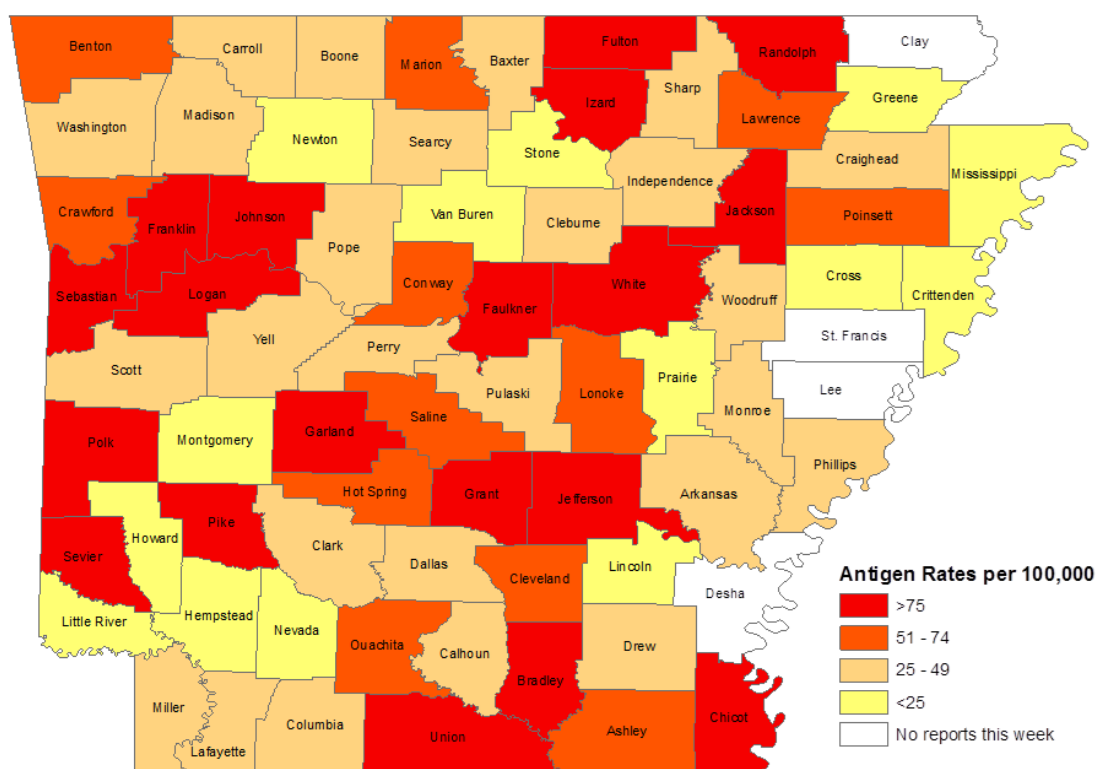 Benton
Carroll
Boone
Marion
Baxter
Fulton
Randolph
Clay
Izard
Sharp
Greene
Lawrence
Washington
Madison
Newton
Searcy
Stone
Craighead
Mississippi
Independence
Crawford
Franklin
Johnson
Pope
Van Buren
Cleburne
Jackson
Poinsett
Sebastian
Logan
Conway
Faulkner
White
Woodruff
Cross
Crittenden
Scott
Yell
Perry
Pulaski
Lonoke
Prairie
Monroe
St. Francis
Lee
Polk
Montgomery
Garland
Saline
Phillips
Hot Spring
Grant
Jefferson
Arkansas
Sevier
Howard
Pike
Clark
Dallas
Cleveland
Lincoln
Desha
Little River
Hempstead
Nevada
Ouachita
Calhoun
Bradley
Drew
Miller
Lafayette
Columbia
Union
Ashley
Chicot
Antigen Rates per 100,000
>75
51 - 74
25 - 49
<25
No reports this week